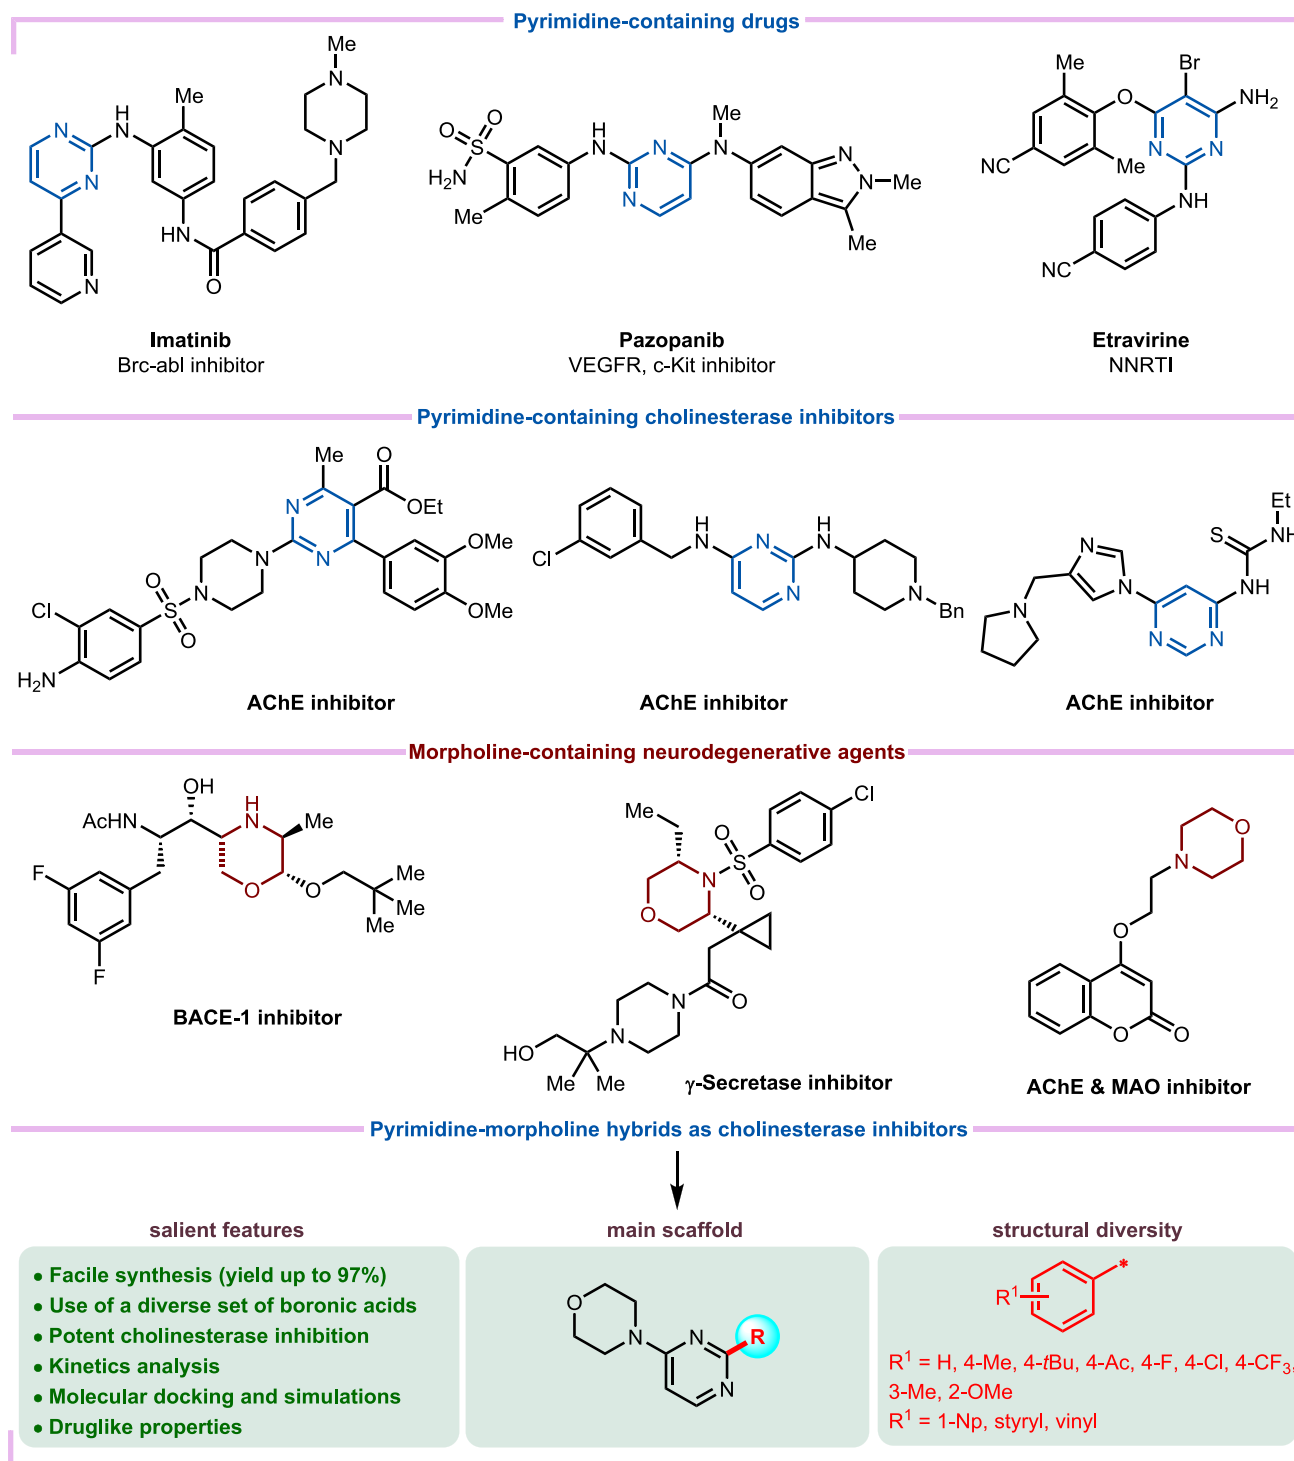 Pyrimidine-containing drugs
Me
N
N
Me
H
N
N
N
NH
O
N
Imatinib
Brc-abl inhibitor
O
O
S
H2N
Me
H
N
N
N
Me
N
N
N
Me
Me
Pazopanib
VEGFR, c-Kit inhibitor
Me
O
Br
NH2
NC
Me
N
N
NH
NC
Etravirine
NNRTI
Pyrimidine-containing cholinesterase inhibitors
Me
O
OEt
N
N
N
OMe
OMe
O
S
O
N
Cl
H2N
AChE inhibitor
Cl
H
N
N
N
H
N
N
Bn
AChE inhibitor
Et
N
H
S
NH
N
N
N
N
N
AChE inhibitor
Morpholine-containing neurodegenerative agents
OH
AcHN
H
N
Me
F
O
O
Me
Me
Me
F
BACE-1 inhibitor
Cl
Me
O
S
O
N
O
N
O
N
HO
Me
Me
γ-Secretase inhibitor
O
N
O
O
O
AChE & MAO inhibitor
Pyrimidine-morpholine hybrids as cholinesterase inhibitors
salient features
• Facile synthesis (yield up to 97%)
• Use of a diverse set of boronic acids
• Potent cholinesterase inhibition
• Kinetics analysis
• Molecular docking and simulations
• Druglike properties
main scaffold
O
N
N
R
N
structural diversity
R1
*
R1 = H, 4-Me, 4-tBu, 4-Ac, 4-F, 4-Cl, 4-CF3,
3-Me, 2-OMe
R1 = 1-Np, styryl, vinyl